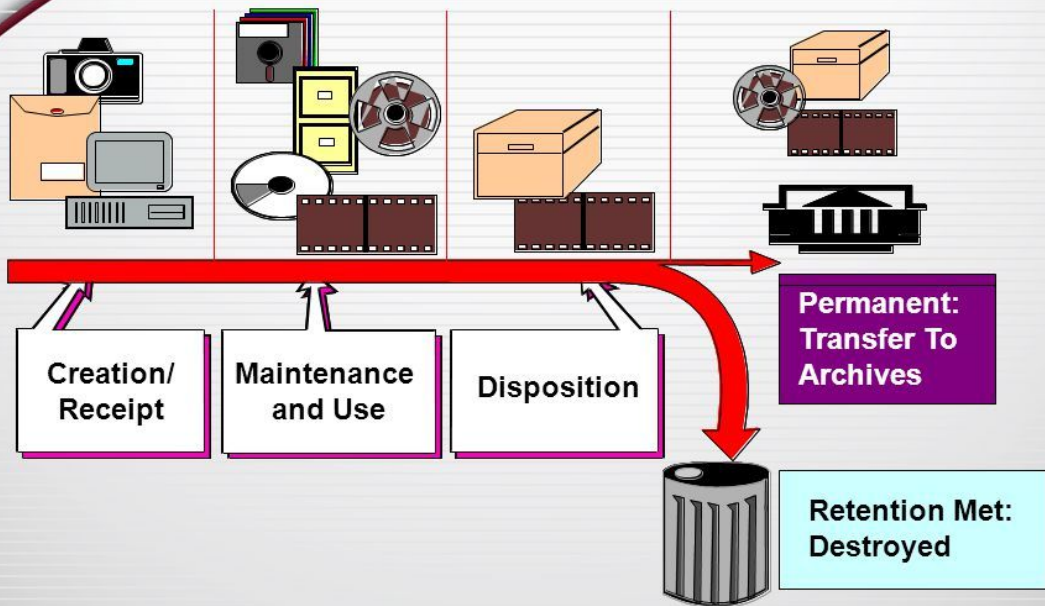 Creation/
Receipt
Maintenance
and Use
Disposition
Permanent:
Transfer To
Archives
Retention Met:
Destroyed